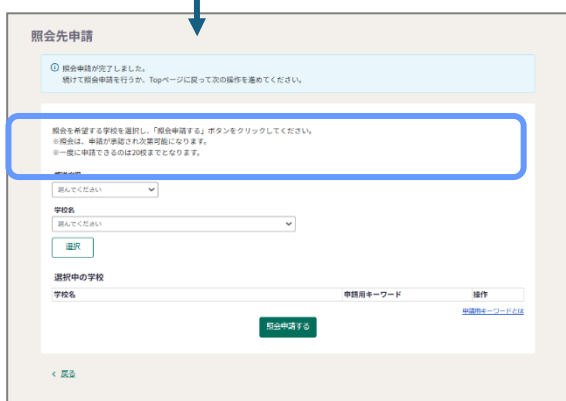 照会先申請
照会申請が完了しました。
続けて照会申請を行うか、Topページに戻って次の操作を進めてください。
照会を希望する学校を選択し、「照会申請する」ボタンをクリックしてください。
※照会は、申請が承認され次第可能になります。
※一度に申請できるのは20校までとなります。
選んでください
学校名
選んでください
選択
選択中の学校
学校名 申請用キーワード 操作
申請用キーワードとは
照会申請する
< 戻る